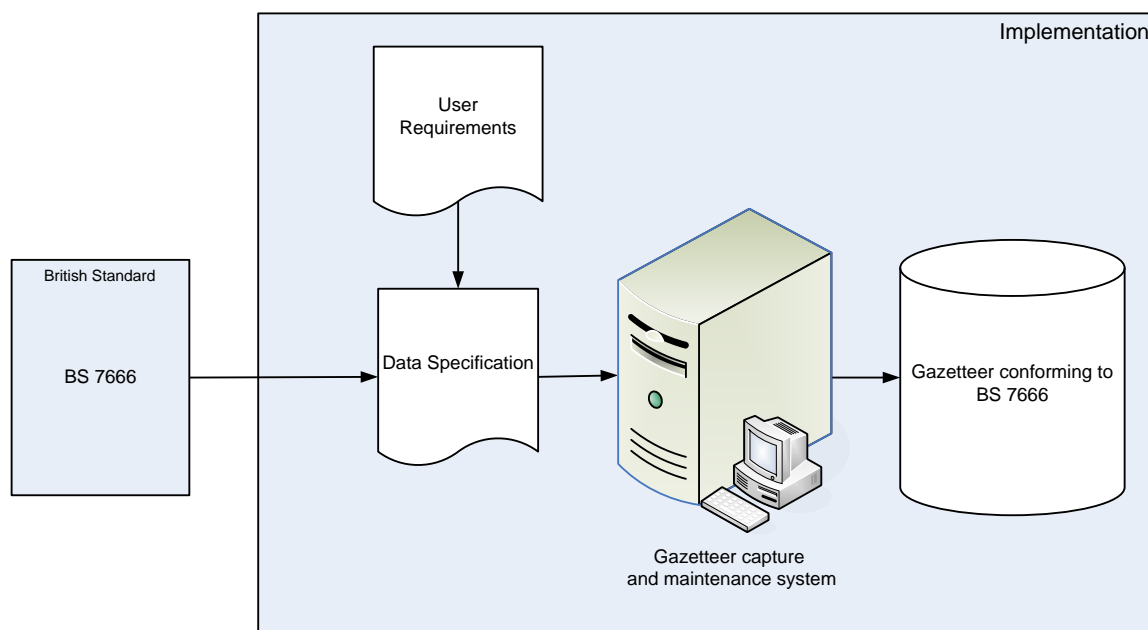 Implementation
User
Requirements
British Standard
BS 7666
Data Specification
Gazetteer conforming to
BS 7666
Gazetteer capture
and maintenance system